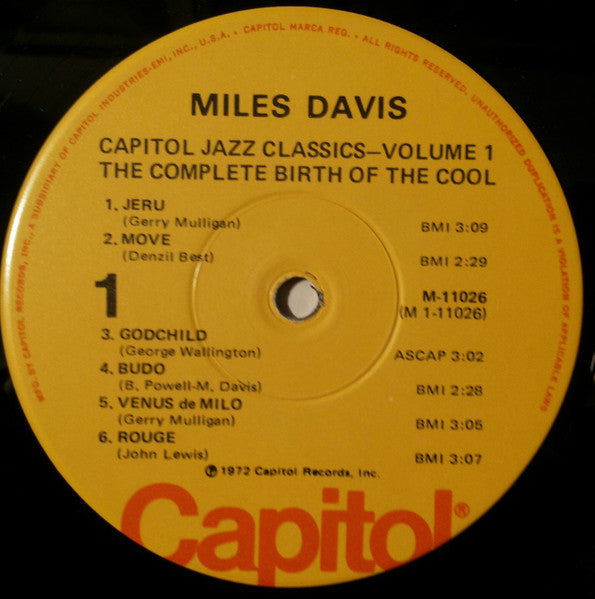 MFD. BY CAPITOL RECORDS, INC., A SUBSIDIARY OF CAPITOL INDUSTRIES-EMI, INC., U.S.A. • CAPITOL MARCA REG. • ALL RIGHTS RESERVED. UNAUTHORIZED DUPLICATION IS A VIOLATION OF APPLICABLE LAWS
MILES DAVIS
CAPITOL JAZZ CLASSICS—VOLUME 1
THE COMPLETE BIRTH OF THE COOL
1. JERU
(Gerry Mulligan) BMI 3:09
2. MOVE
(Denzil Best) BMI 2:29
1
M-11026
(M 1-11026)
3. GODCHILD
(George Wallington) ASCAP 3:02
4. BUDO
(B. Powell-M. Davis) BMI 2:28
5. VENUS de MILO
(Gerry Mulligan) BMI 3:05
6. ROUGE
(John Lewis) BMI 3:07
℗1972 Capitol Records, Inc.
Capitol®